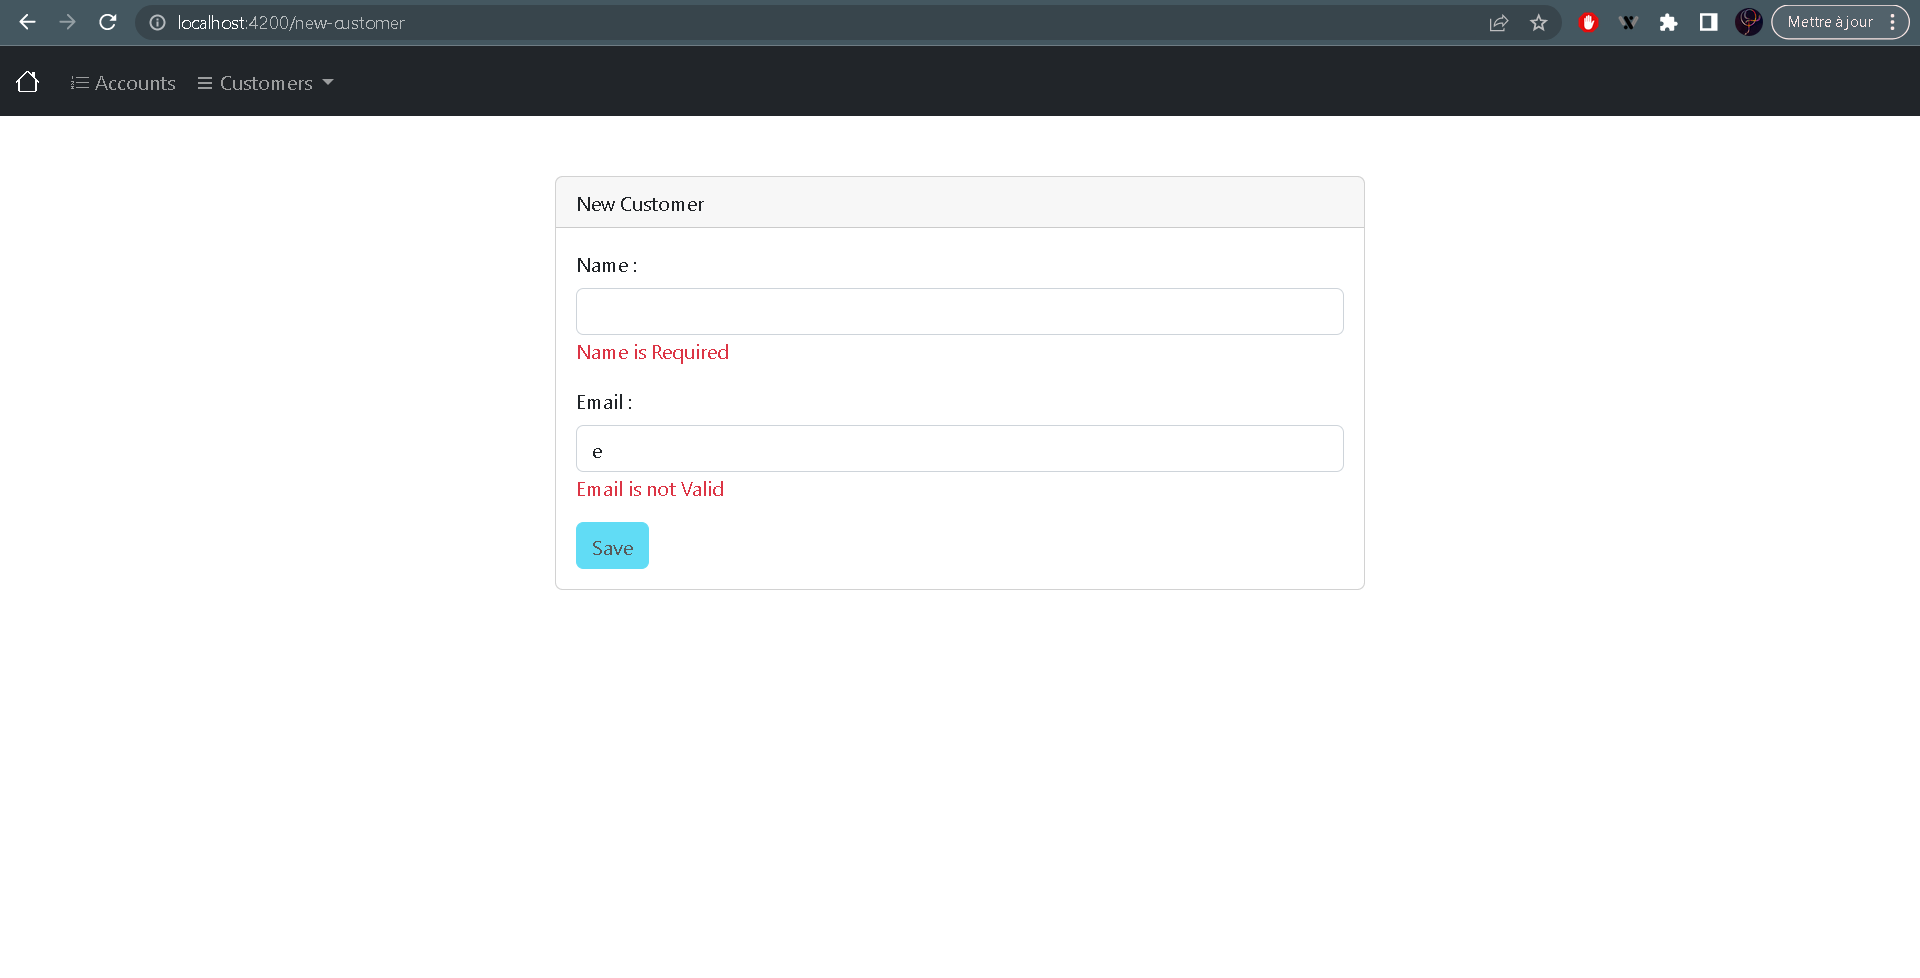 localhost:4200/new-customer
Mettre à jour
Accounts Customers
New Customer
Name :
Name is Required
Email :
e
Email is not Valid
Save